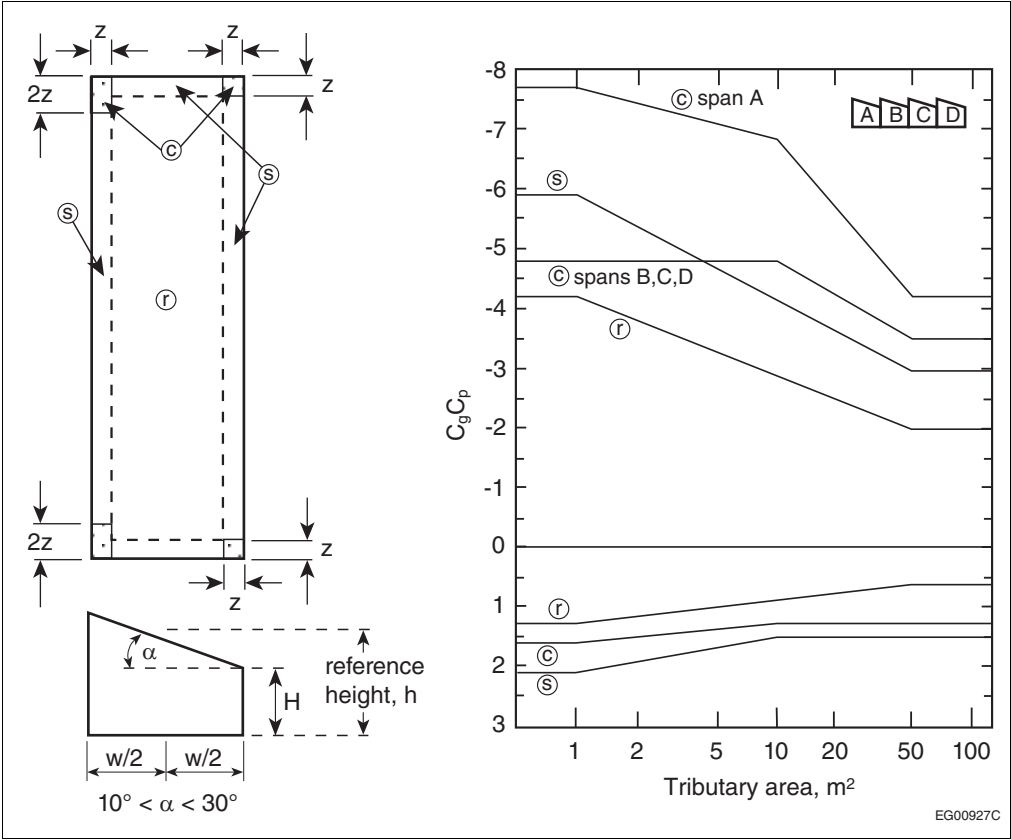 z
z
2z
z
ⓒ
ⓢ
ⓢ
ⓡ
2z
z
z
α
reference
height, h
H
w/2
w/2
10° < α < 30°
-8
-7
-6
-5
-4
-3
-2
-1
0
1
2
3
CgCp
ⓒ span A
A B C D
ⓢ
ⓒ spans B,C,D
ⓡ
ⓡ
ⓒ
ⓢ
1 2 5 10 20 50 100
Tributary area, m²
EG00927C